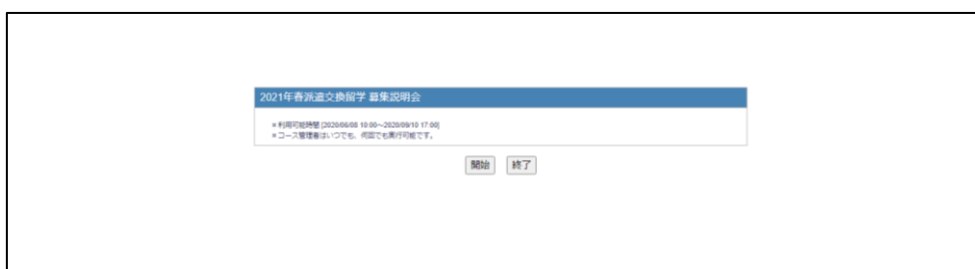 2021年春派遣交換留学 募集説明会
※利用可能時間 [2020/06/08 10:00～2020/09/10 17:00]
※コース管理者はいつでも、何回でも実行可能です。
開始 終了